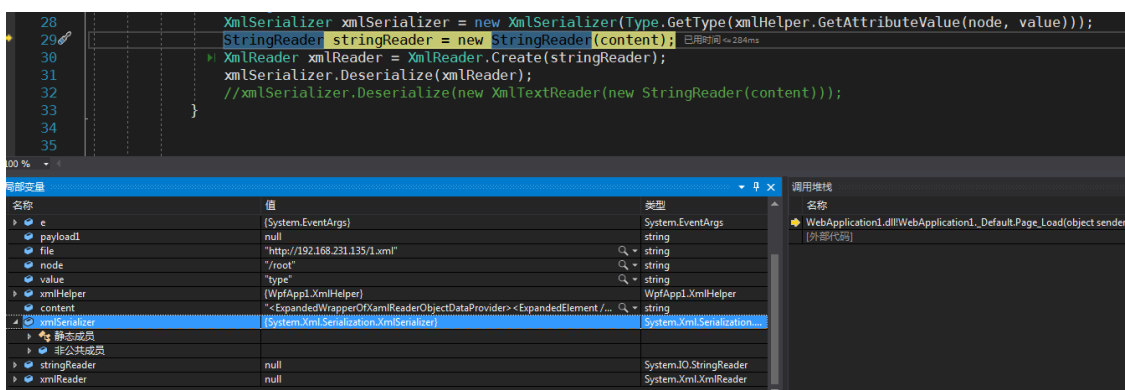 28 XmlSerializer xmlSerializer = new XmlSerializer(Type.GetType(xmlHelper.GetAttributeValue(node, value)));
29 StringReader stringReader = new StringReader(content); 已用时间 <= 284ms
30 XmlReader xmlReader = XmlReader.Create(stringReader);
31 xmlSerializer.Deserialize(xmlReader);
32 //xmlSerializer.Deserialize(new XmlTextReader(new StringReader(content)));
33 }
34
35
100 %
局部变量
名称 值 类型
e {System.EventArgs} System.EventArgs
payload1 null string
file "http://192.168.231.135/1.xml" string
node "/root" string
value "type" string
xmlHelper {WpfApp1.XmlHelper} WpfApp1.XmlHelper
content "<ExpandedWrapperOfXamlReaderObjectDataProvider><ExpandedElement /... string
xmlSerializer {System.Xml.Serialization.XmlSerializer} System.Xml.Serialization....
静态成员
非公共成员
stringReader null System.IO.StringReader
xmlReader null System.Xml.XmlReader
调用堆栈
名称
WebApplication1.dll!WebApplication1._Default.Page_Load(object sender
[外部代码]